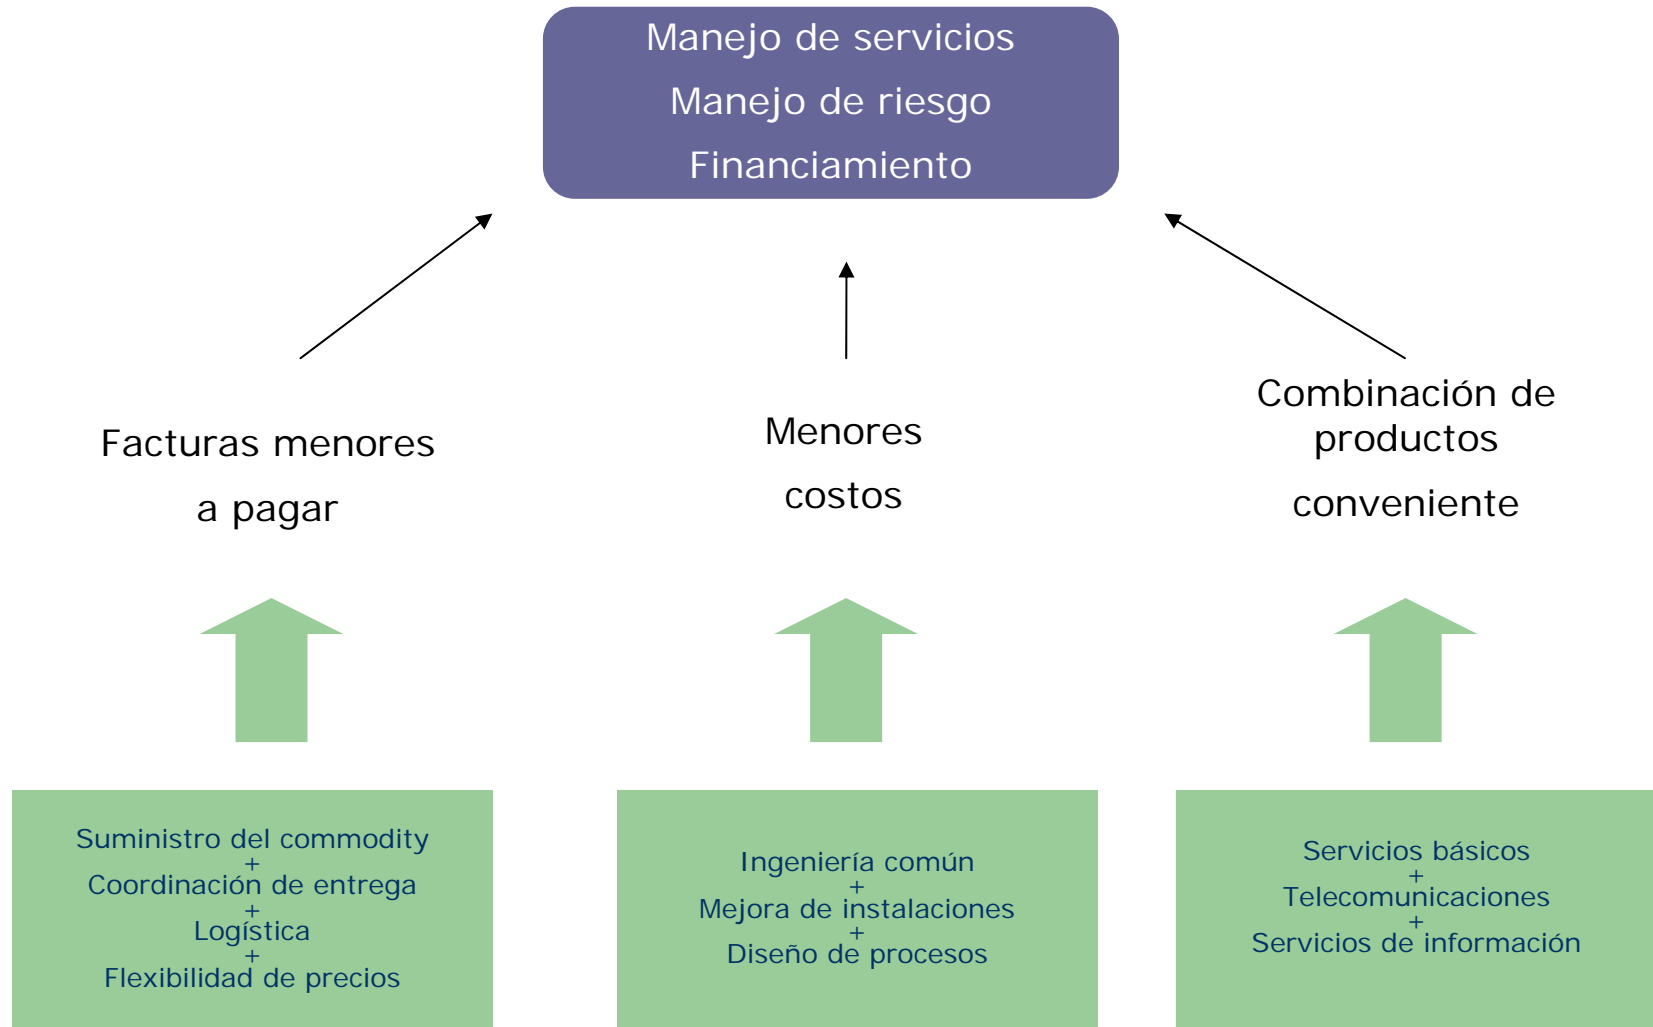 Manejo de servicios
Manejo de riesgo
Financiamiento
Facturas menores
a pagar
Menores
costos
Combinación de
productos
conveniente
Suministro del commodity
+
Coordinación de entrega
+
Logística
+
Flexibilidad de precios
Ingeniería común
+
Mejora de instalaciones
+
Diseño de procesos
Servicios básicos
+
Telecomunicaciones
+
Servicios de información